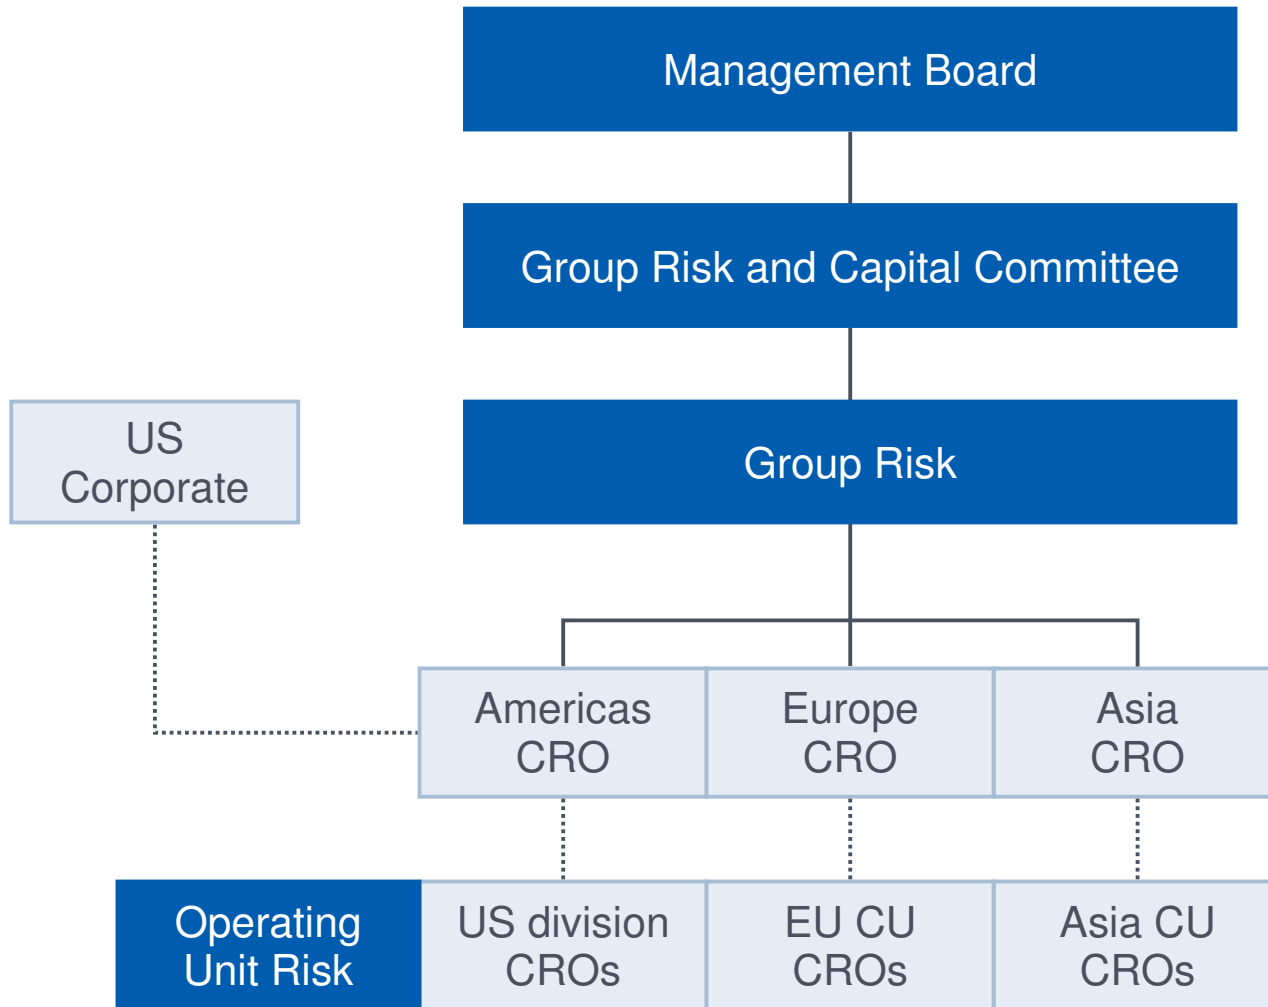 Management Board
Group Risk and Capital Committee
US
Corporate
Group Risk
Americas
CRO
Europe
CRO
Asia
CRO
Operating
Unit Risk
US division
CROs
EU CU
CROs
Asia CU
CROs